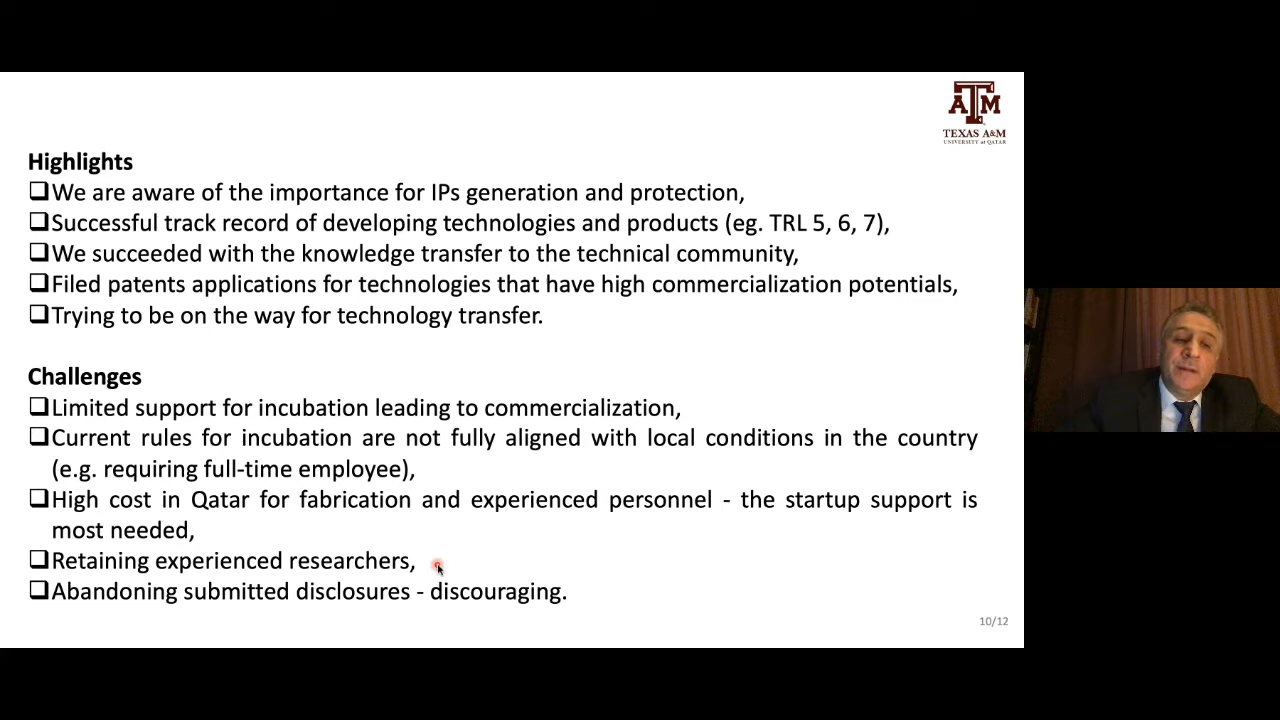 ATM
TEXAS A&M
UNIVERSITY at QATAR
Highlights
❑We are aware of the importance for IPs generation and protection,
❑Successful track record of developing technologies and products (eg. TRL 5, 6, 7),
❑We succeeded with the knowledge transfer to the technical community,
❑Filed patents applications for technologies that have high commercialization potentials,
❑Trying to be on the way for technology transfer.
Challenges
❑Limited support for incubation leading to commercialization,
❑Current rules for incubation are not fully aligned with local conditions in the country
(e.g. requiring full-time employee),
❑High cost in Qatar for fabrication and experienced personnel - the startup support is
most needed,
❑Retaining experienced researchers,
❑Abandoning submitted disclosures - discouraging.
10/12